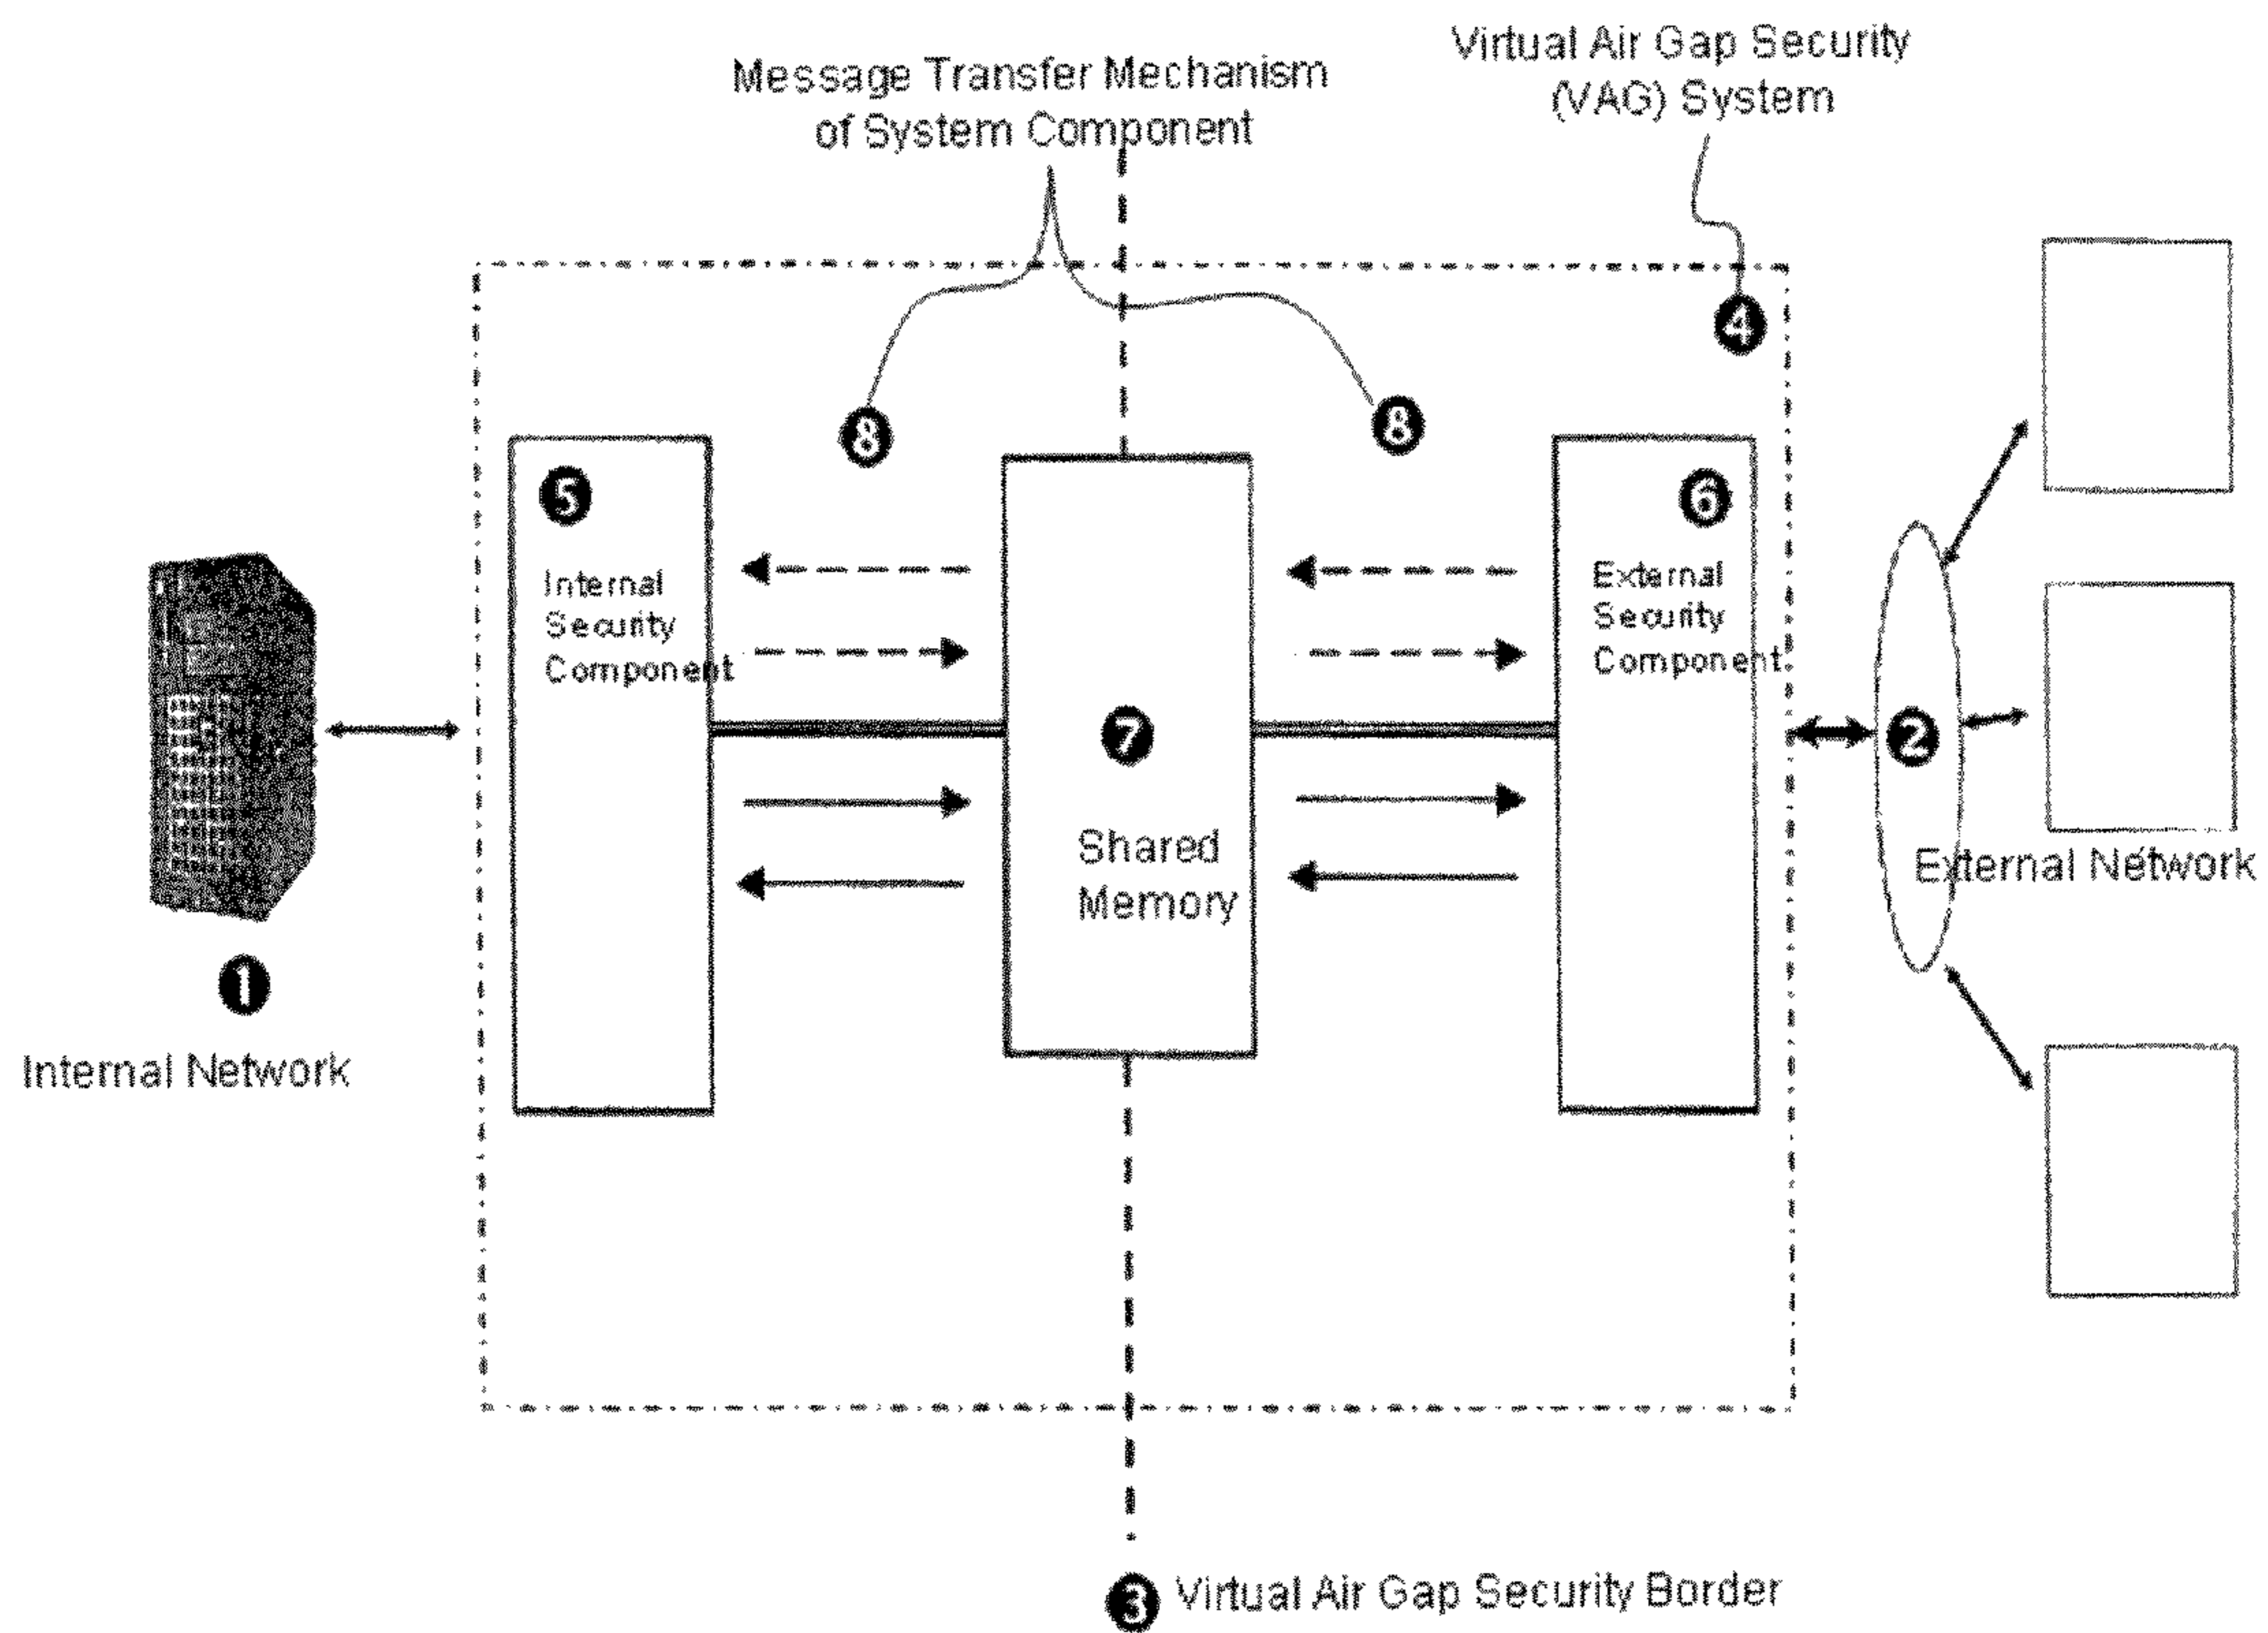 Virtual Air Gap Security
(VAG) System
Message Transfer Mechanism
of System Component
4
8
8
5
Internal
Security
Component
6
External
Security
Component
7
Shared
Memory
2
External Network
1
Internal Network
3 Virtual Air Gap Security Border